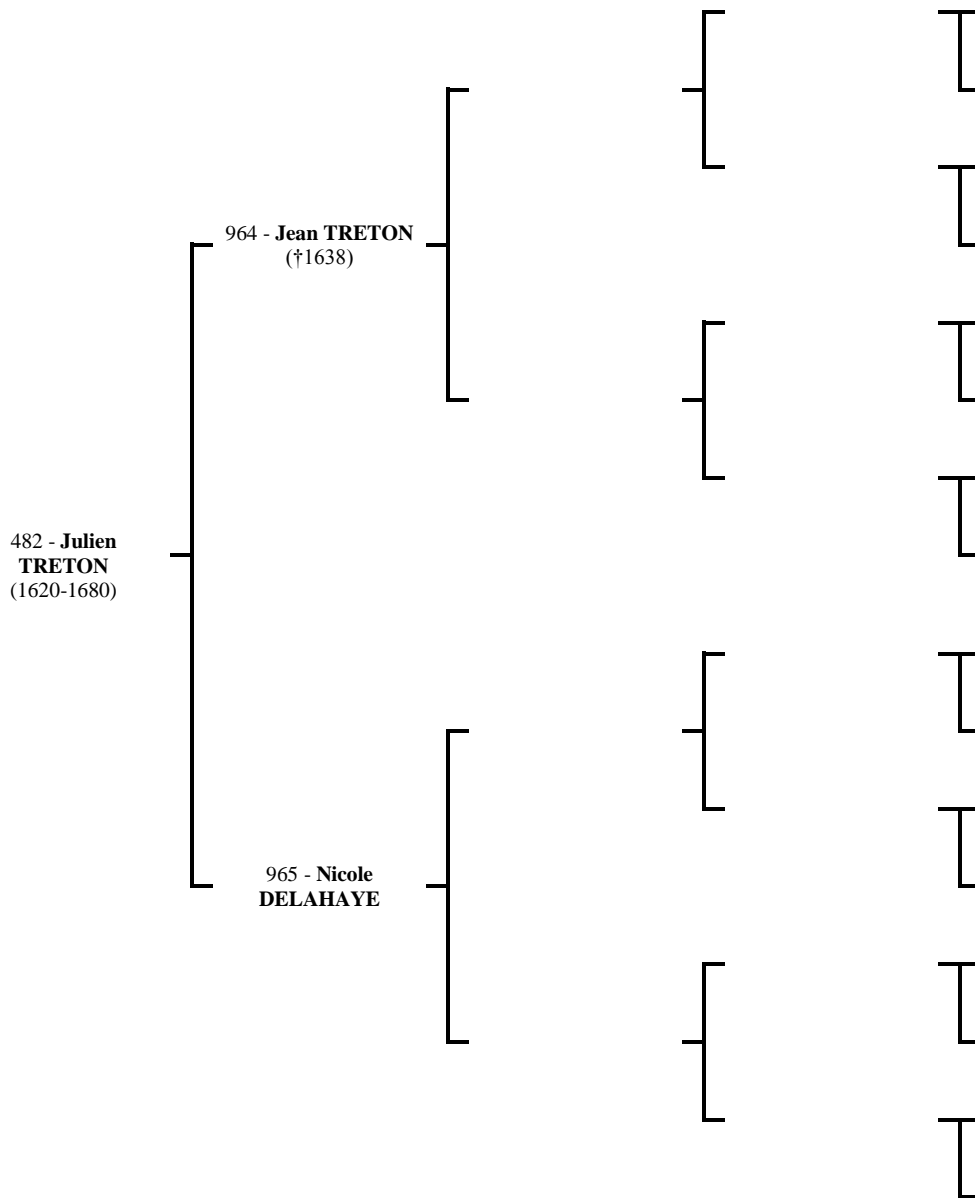 964 - Jean TRETON
(†1638)
482 - Julien
TRETON
(1620-1680)
965 - Nicole
DELAHAYE